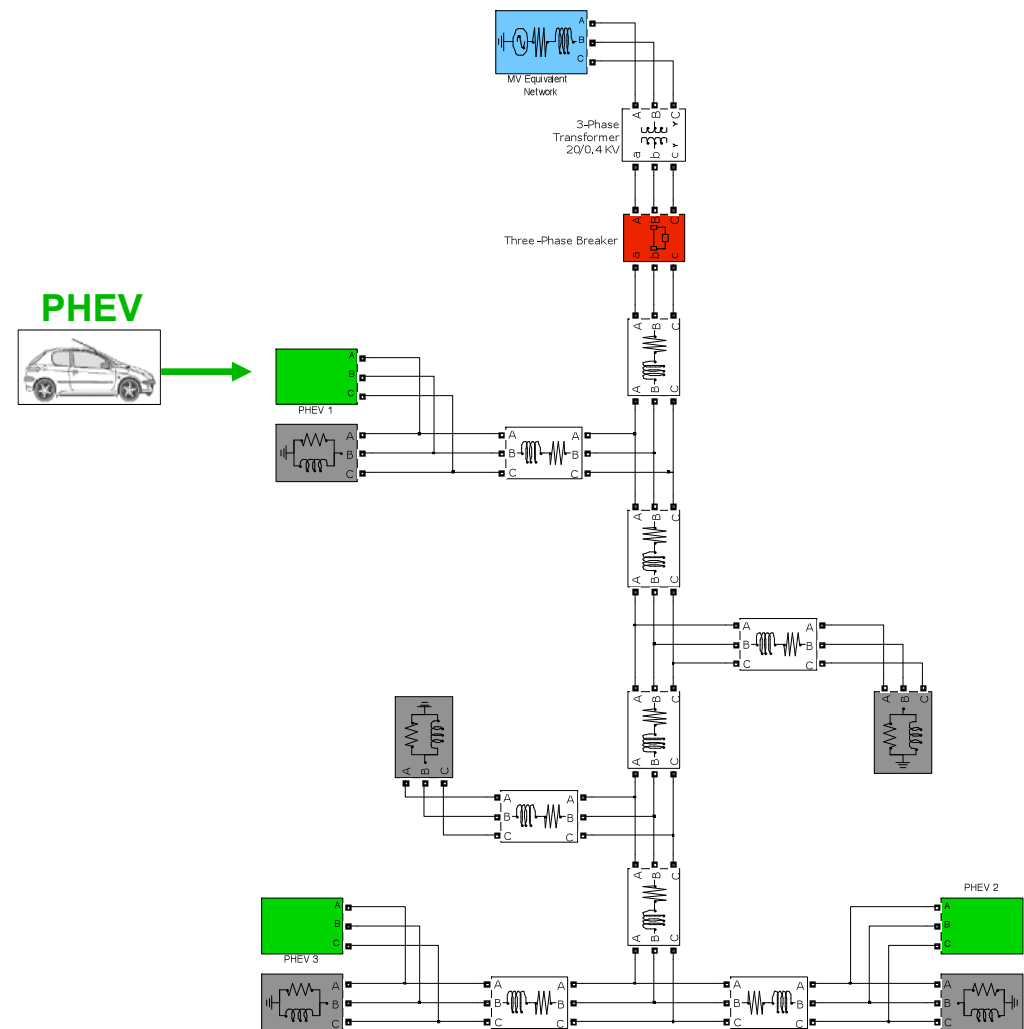 A
B
C
MV Equivalent
Network
3-Phase
Transformer
20/0,4 KV
A B C
Y
Y
a b c
Three-Phase Breaker
A B C
a b c
PHEV
A
B
C
PHEV 1
A B C
A B C
A A A
B B B
C C C
A B C
A B C
A A
B B
C C
A B C
A B C
A B C
A B C
A A
B B
C C
A B C
A B C
PHEV 2
A
B
C
A
B
C
PHEV 3
A A A A A A
B B B B B B
C C C C C C